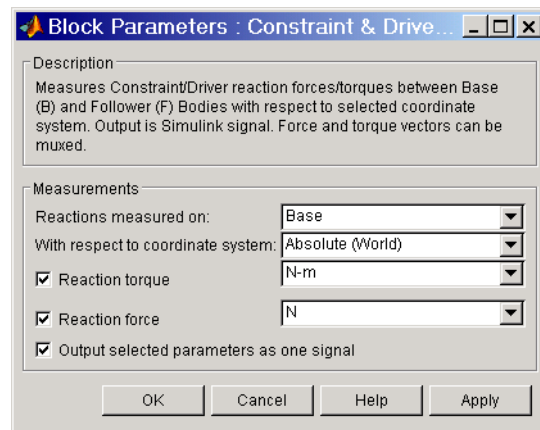 Block Parameters : Constraint & Drive...
Description
Measures Constraint/Driver reaction forces/torques between Base
(B) and Follower (F) Bodies with respect to selected coordinate
system. Output is Simulink signal. Force and torque vectors can be
muxed.
Measurements
Reactions measured on: Base
With respect to coordinate system: Absolute (World)
Reaction torque N-m
Reaction force N
Output selected parameters as one signal
OK Cancel Help Apply